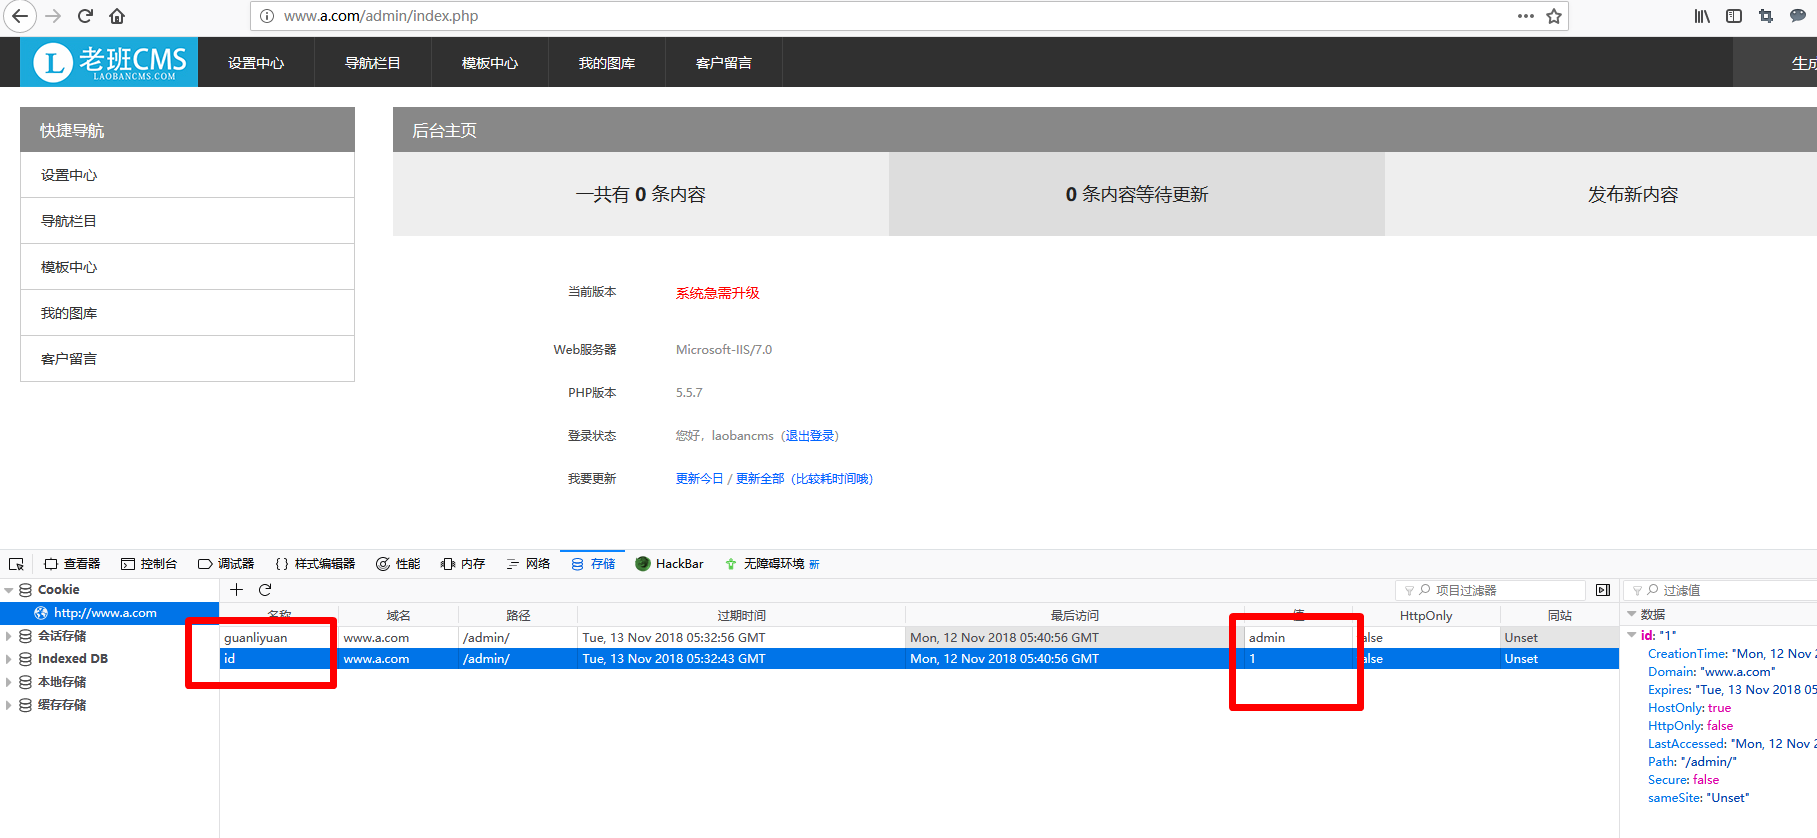 www.a.com/admin/index.php
L 老班CMS 设置中心 导航栏目 模板中心 我的图库 客户留言
LAOBANCMS.COM
快捷导航
设置中心
导航栏目
模板中心
我的图库
客户留言
后台主页
一共有 0 条内容 0 条内容等待更新 发布新内容
当前版本 系统急需升级
Web服务器 Microsoft-IIS/7.0
PHP版本 5.5.7
登录状态 您好，laobancms（退出登录）
我要更新 更新今日 / 更新全部（比较耗时间哦）
查看器 控制台 调试器 {} 样式编辑器 性能 内存 网络 存储 HackBar 无障碍环境 新
Cookie
http://www.a.com
会话存储
Indexed DB
本地存储
缓存存储
项目过滤器 过滤值
名称 域名 路径 过期时间 最后访问 值 HttpOnly 同站
guanliyuan www.a.com /admin/ Tue, 13 Nov 2018 05:32:56 GMT Mon, 12 Nov 2018 05:40:56 GMT admin alse Unset
id www.a.com /admin/ Tue, 13 Nov 2018 05:32:43 GMT Mon, 12 Nov 2018 05:40:56 GMT 1 alse Unset
数据
id: "1"
CreationTime: "Mon, 12 Nov 2
Domain: "www.a.com"
Expires: "Tue, 13 Nov 2018 05
HostOnly: true
HttpOnly: false
LastAccessed: "Mon, 12 Nov 2
Path: "/admin/"
Secure: false
sameSite: "Unset"